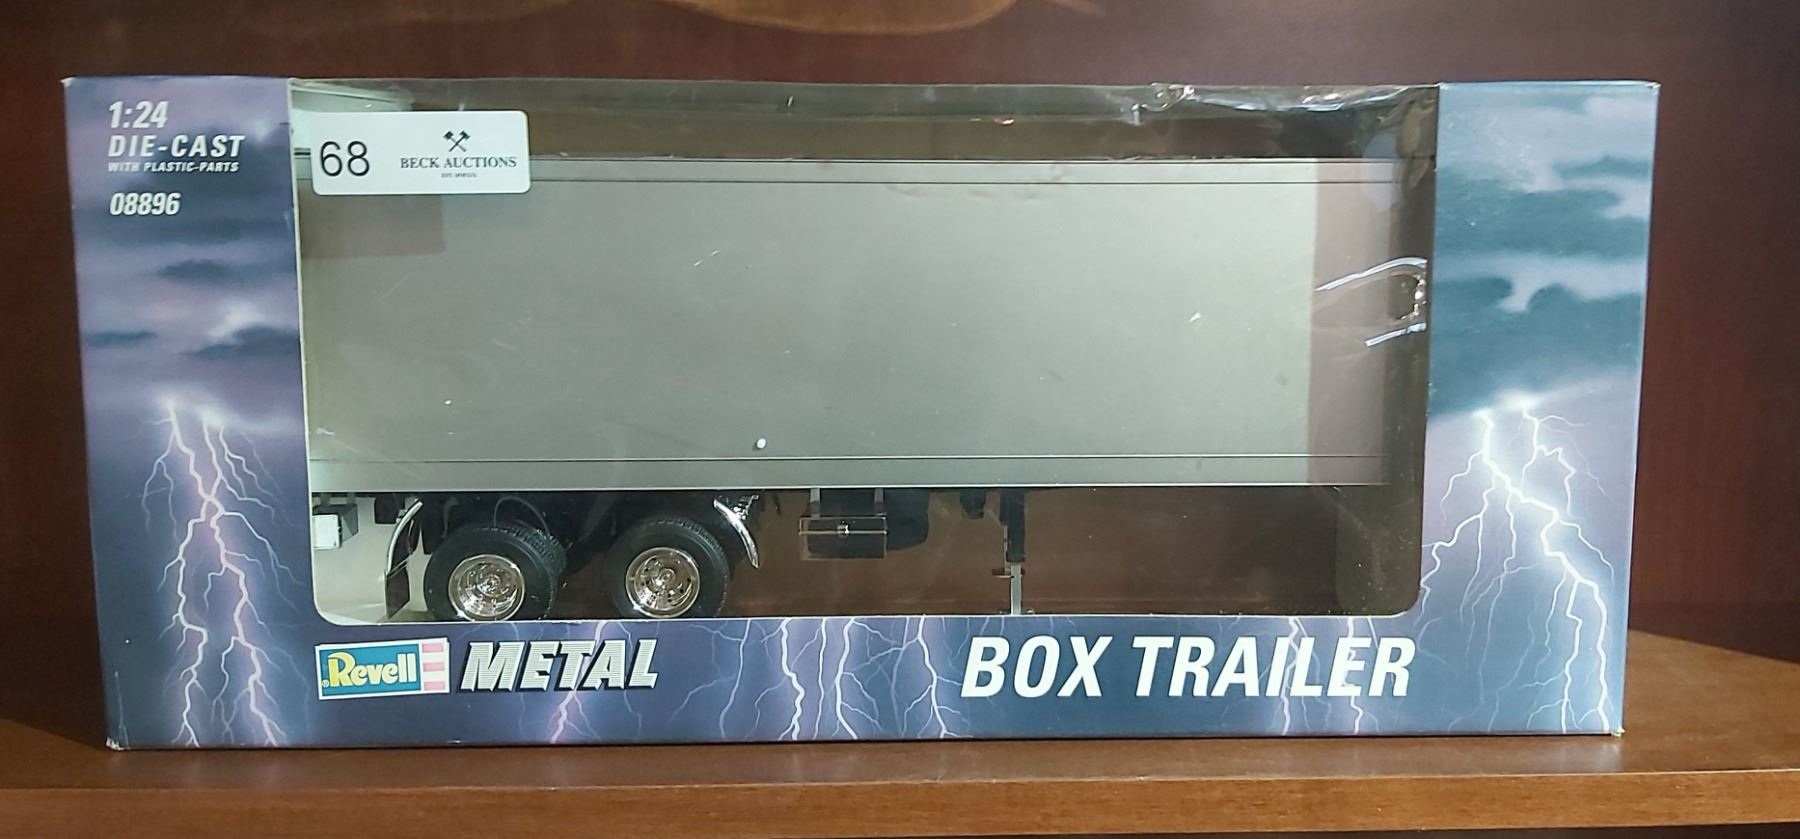 1:24
DIE-CAST
WITH PLASTIC-PARTS
08896
68
BECK AUCTIONS
Revell METAL
BOX TRAILER